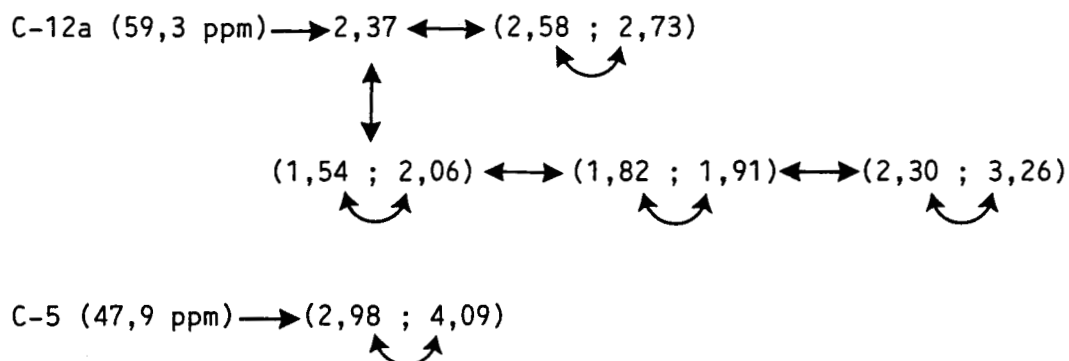 C-12a (59,3 ppm) → 2,37 ↔ (2,58 ; 2,73)
(1,54 ; 2,06) ↔ (1,82 ; 1,91) ↔ (2,30 ; 3,26)
C-5 (47,9 ppm) → (2,98 ; 4,09)